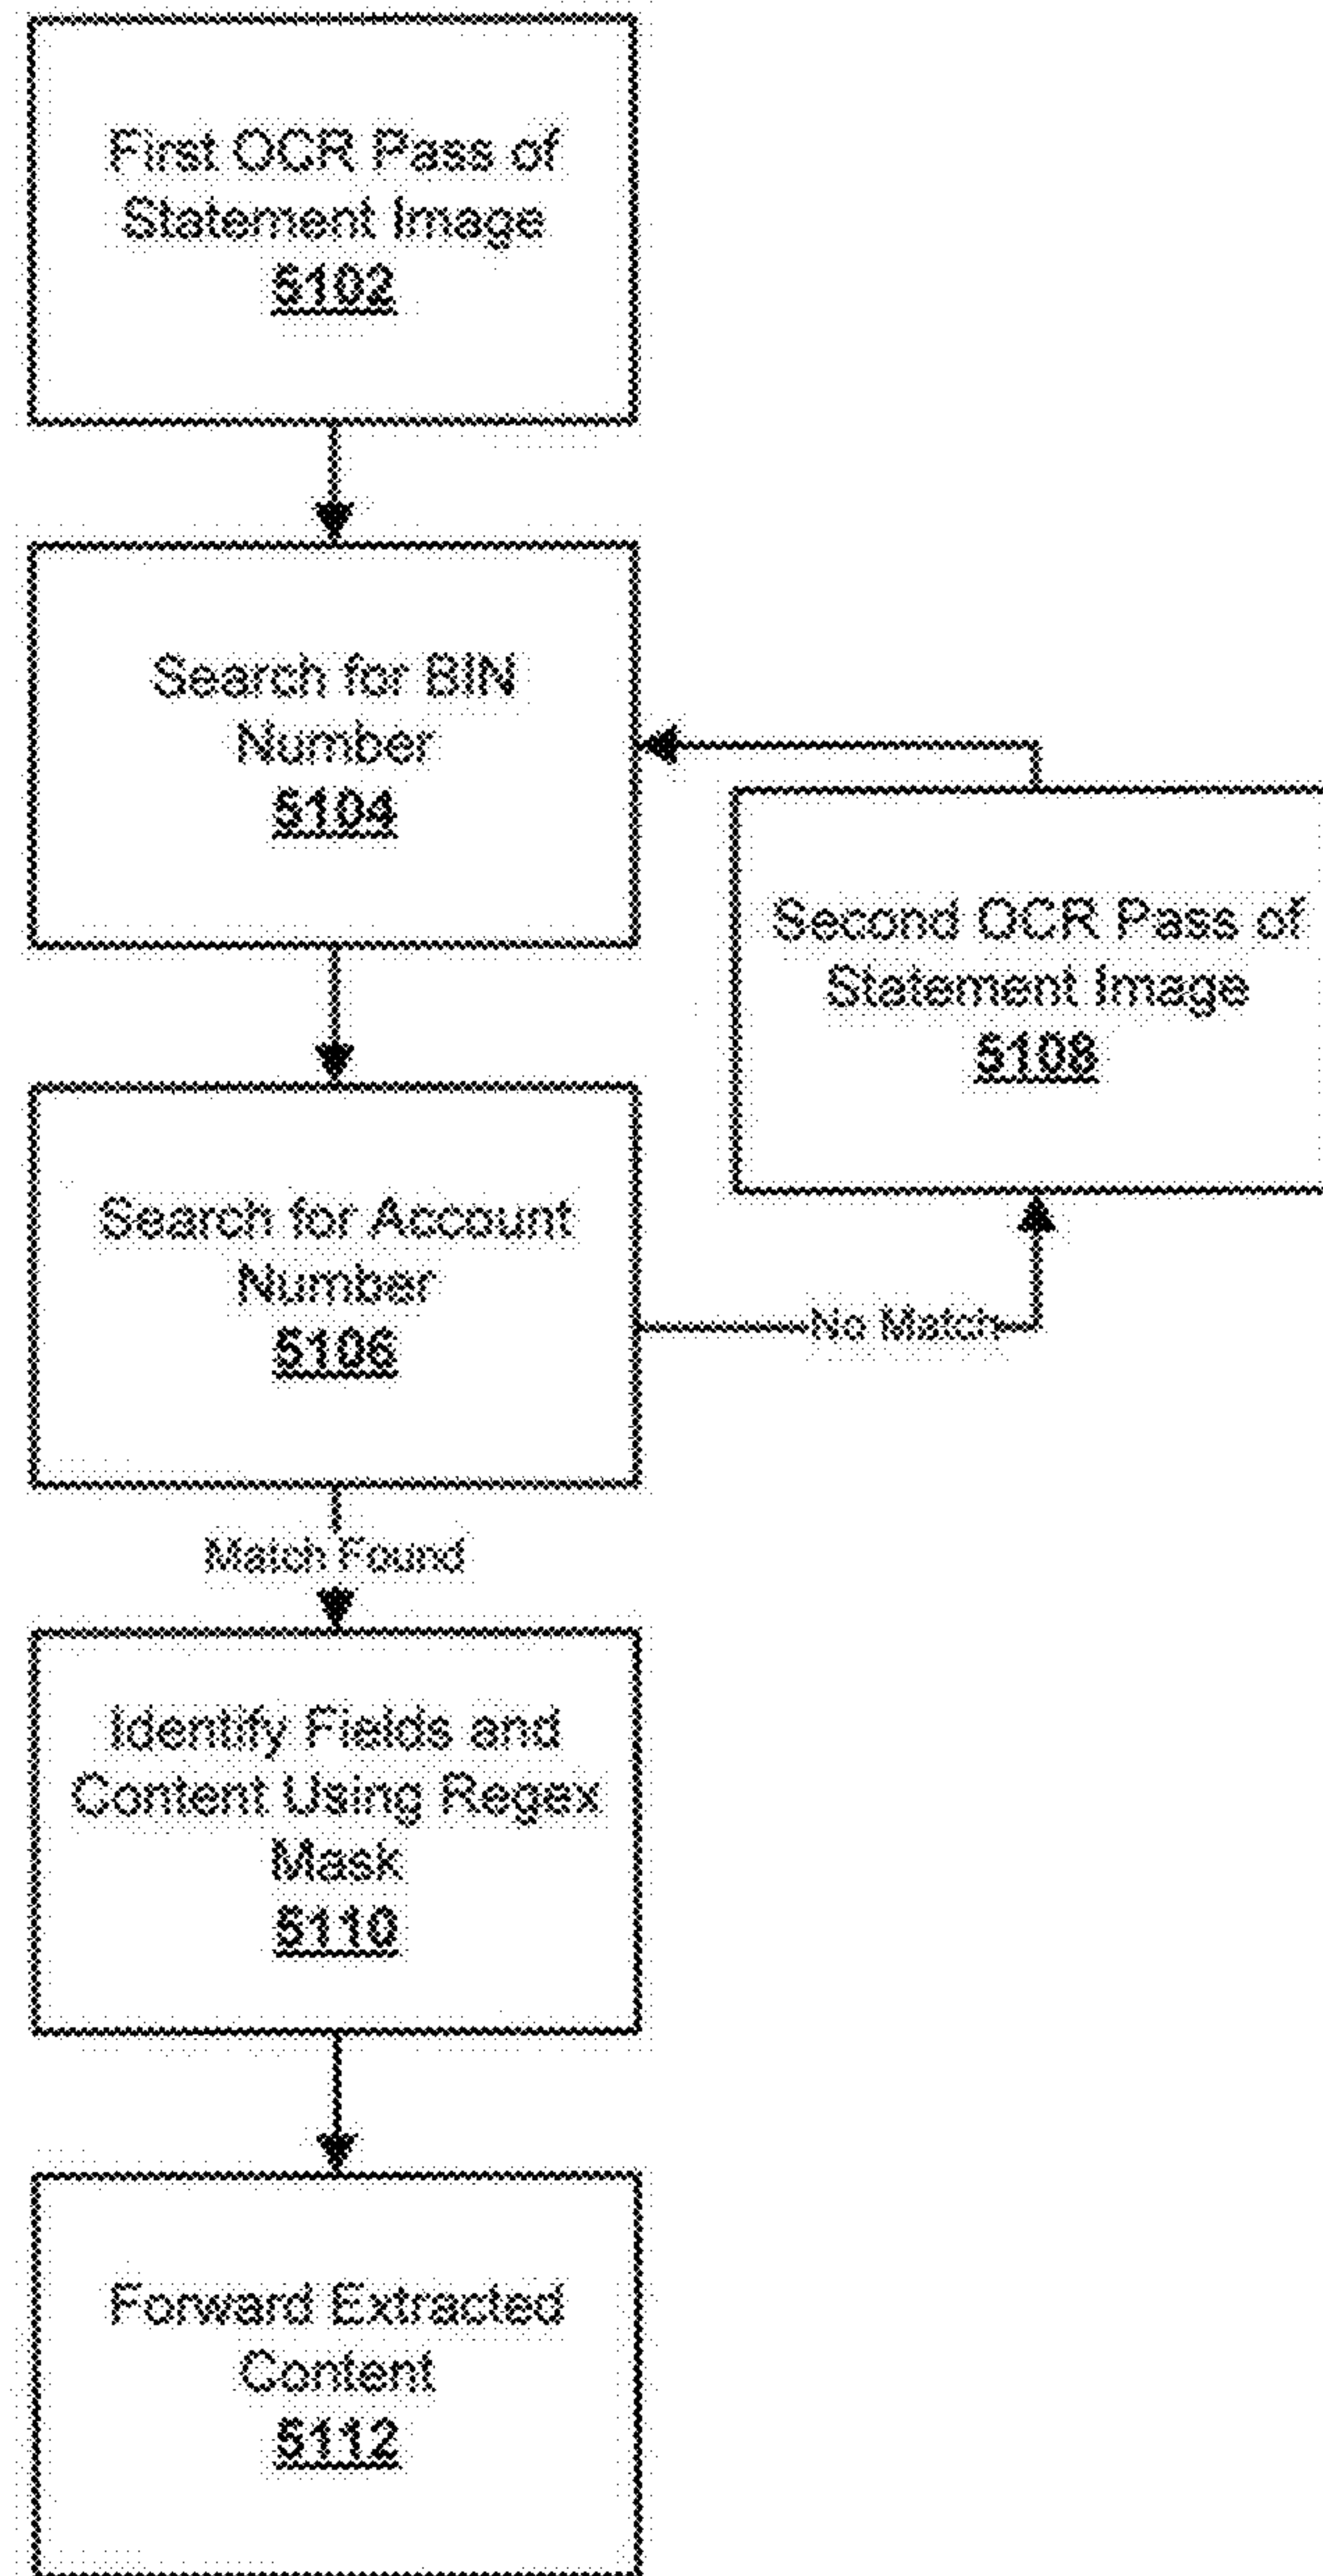 First OCR Pass of
Statement Image
5102
Search for BIN
Number
5104
Second OCR Pass of
Statement Image
5108
Search for Account
Number
5106
No Match
Match Found
Identify Fields and
Content Using Regex
Mask
5110
Forward Extracted
Content
5112